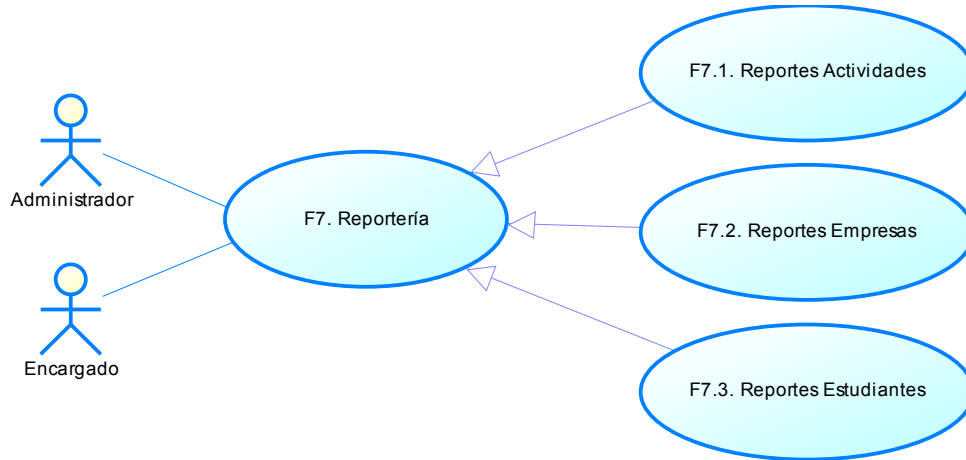 F7.1. Reportes Actividades
Administrador
F7. Reportería
F7.2. Reportes Empresas
Encargado
F7.3. Reportes Estudiantes